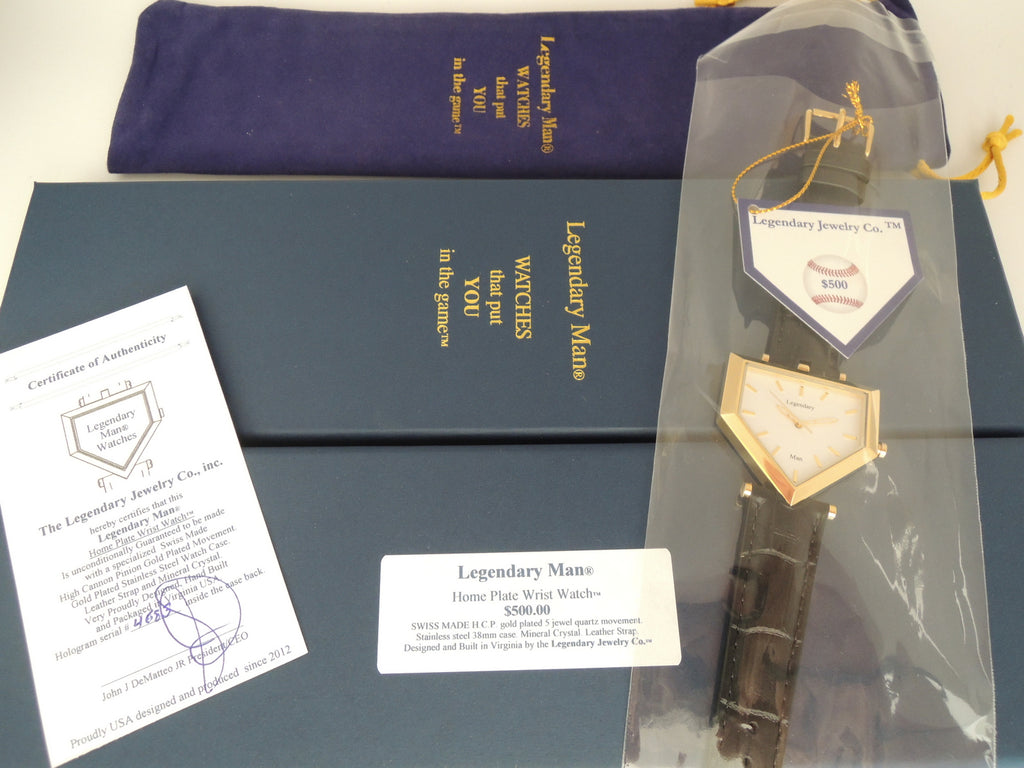 Legendary Man®
WATCHES
that put
YOU
in the game™
Legendary Man®
WATCHES
that put
YOU
in the game™
Legendary Jewelry Co. ™
$500
Legendary
Man
Certificate of Authenticity
Legendary
Man®
Watches
The Legendary Jewelry Co., inc.
hereby certifies that this
Legendary Man®
Home Plate Wrist Watch™
Is unconditionally Guaranteed to be made
with a specialized Swiss Made
High Cannon Pinion Gold Plated Movement.
Gold Plated Stainless Steel Watch Case.
Leather Strap and Mineral Crystal.
Very Proudly Designed, Hand Built
and Packaged in Virginia USA.
Hologram serial # inside the case back.
John J DeMatteo JR President/CEO
Proudly USA designed and produced since 2012
Legendary Man®
Home Plate Wrist Watch™
$500.00
SWISS MADE H.C.P. gold plated 5 jewel quartz movement.
Stainless steel 38mm case Mineral Crystal Leather Strap.
Designed and Built in Virginia by the Legendary Jewelry Co.™